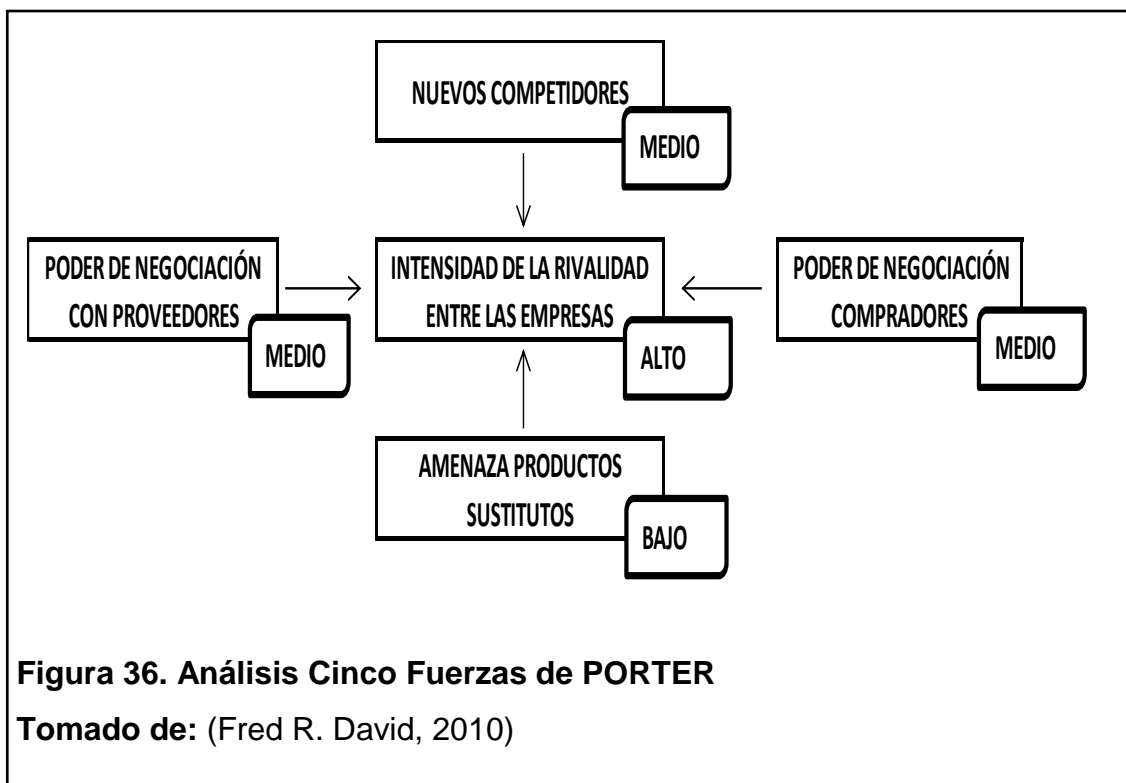 NUEVOS COMPETIDORES
MEDIO
PODER DE NEGOCIACIÓN
CON PROVEEDORES
MEDIO
INTENSIDAD DE LA RIVALIDAD
ENTRE LAS EMPRESAS
ALTO
PODER DE NEGOCIACIÓN
COMPRADORES
MEDIO
AMENAZA PRODUCTOS
SUSTITUTOS
BAJO
Figura 36. Análisis Cinco Fuerzas de PORTER
Tomado de: (Fred R. David, 2010)